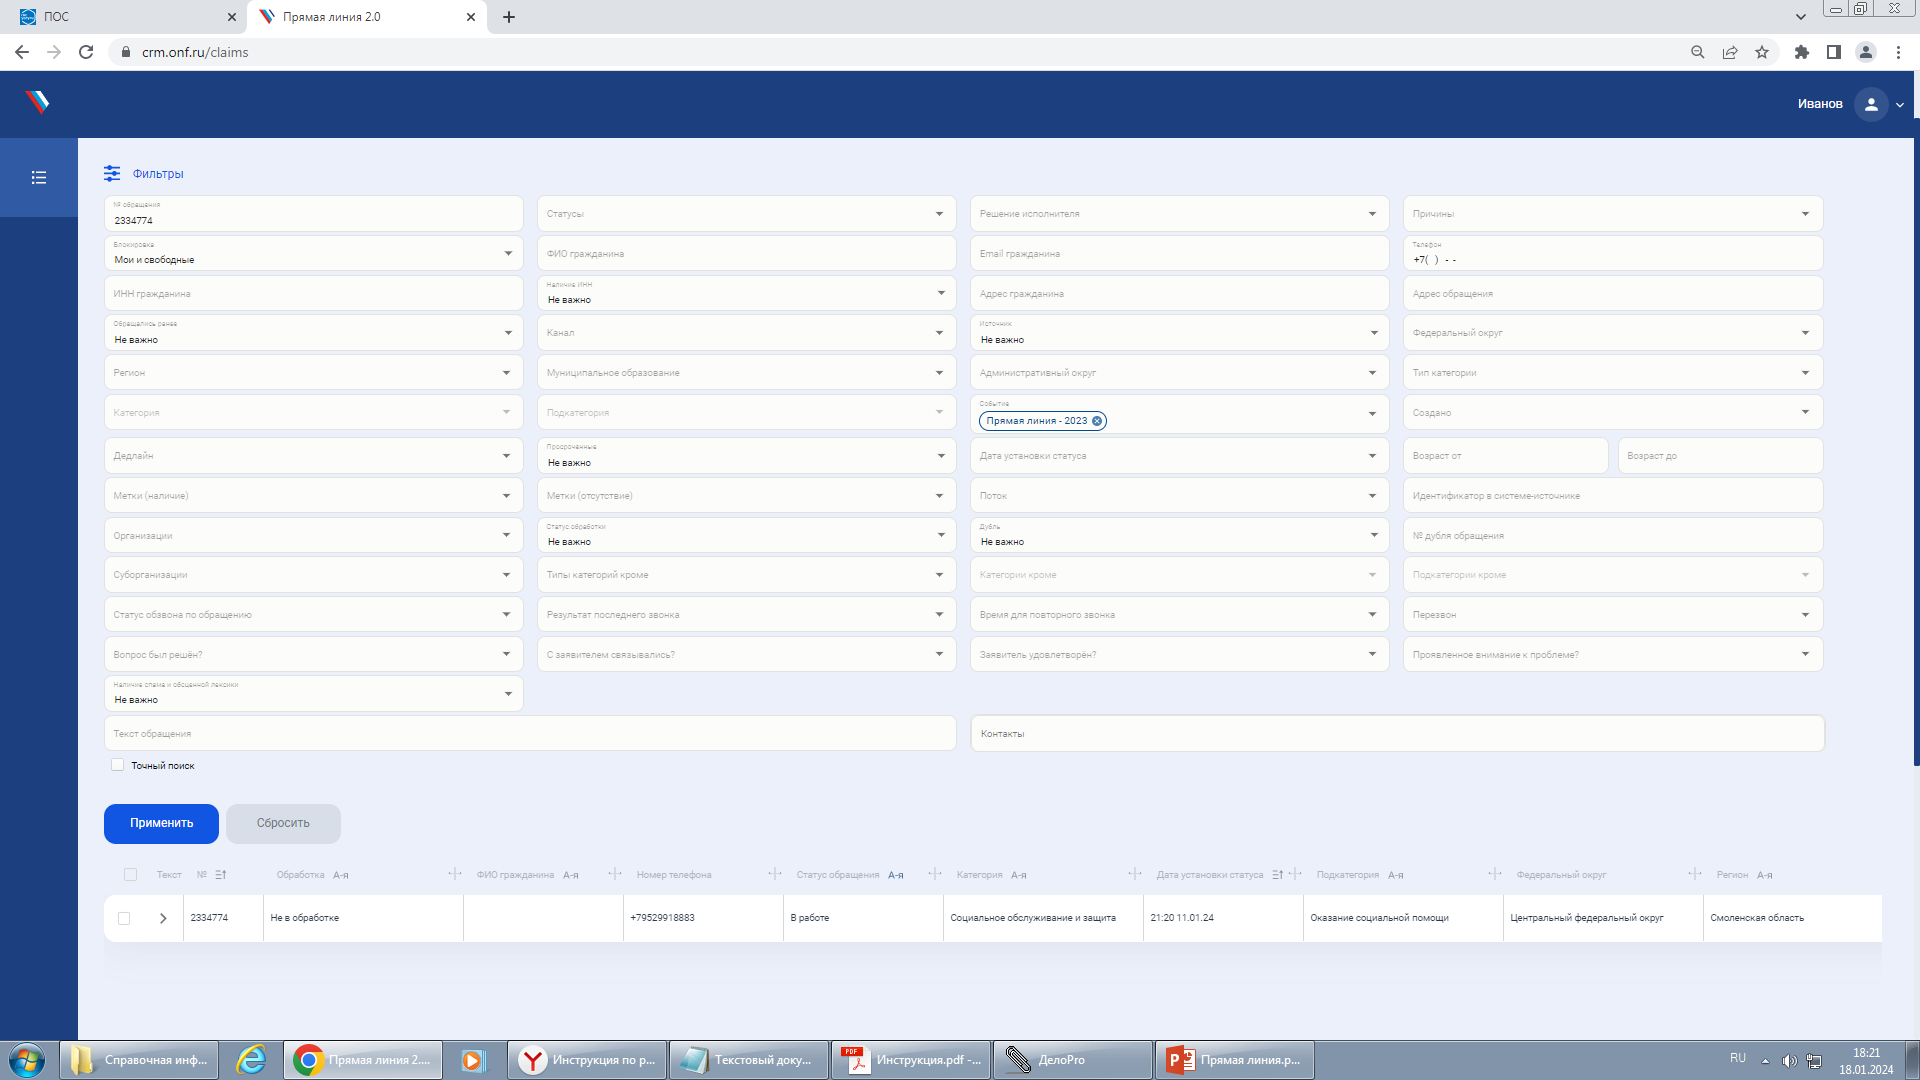 ПОС
Прямая линия 2.0
crm.onf.ru/claims
Иванов
Фильтры
№ обращения
2334774
Статусы
Решение исполнителя
Причины
Блокировка
Мои и свободные
ФИО гражданина
Email гражданина
Телефон
+7( ) - -
ИНН гражданина
Наличие ИНН
Не важно
Адрес гражданина
Адрес обращения
Обращались ранее
Не важно
Канал
Источник
Не важно
Федеральный округ
Регион
Муниципальное образование
Административный округ
Тип категории
Категория
Подкатегория
События
Прямая линия - 2023
Создано
Дедлайн
Просроченные
Не важно
Дата установки статуса
Возраст от
Возраст до
Метки (наличие)
Метки (отсутствие)
Поток
Идентификатор в системе-источнике
Организации
Статус обработки
Не важно
Дубль
Не важно
№ дубля обращения
Суборганизации
Типы категорий кроме
Категории кроме
Подкатегории кроме
Статус обзвона по обращению
Результат последнего звонка
Время для повторного звонка
Перезвон
Вопрос был решён?
С заявителем связывались?
Заявитель удовлетворён?
Проявленное внимание к проблеме?
Наличие спама и обсценной лексики
Не важно
Текст обращения
Контакты
Точный поиск
Применить
Сбросить
Текст № Обработка А-я ФИО гражданина А-я Номер телефона Статус обращения А-я Категория А-я Дата установки статуса Подкатегория А-я Федеральный округ Регион А-я
2334774 Не в обработке +79529918883 В работе Социальное обслуживание и защита 21:20 11.01.24 Оказание социальной помощи Центральный федеральный округ Смоленская область
Справочная инф...
Прямая линия 2....
Инструкция по р...
Текстовый доку...
PDF
Инструкция.pdf -...
ДелоPro
Прямая линия.p...
RU
18:21
18.01.2024